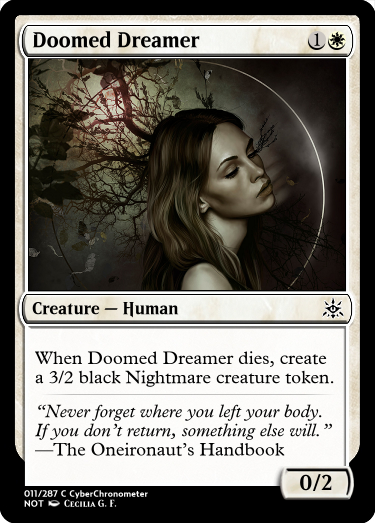 Doomed Dreamer 1
Creature — Human
When Doomed Dreamer dies, create
a 3/2 black Nightmare creature token.
“Never forget where you left your body.
If you don’t return, something else will.”
—The Oneironaut’s Handbook
0/2
011/287 C CyberChronometer
NOT Cecilia G. F.